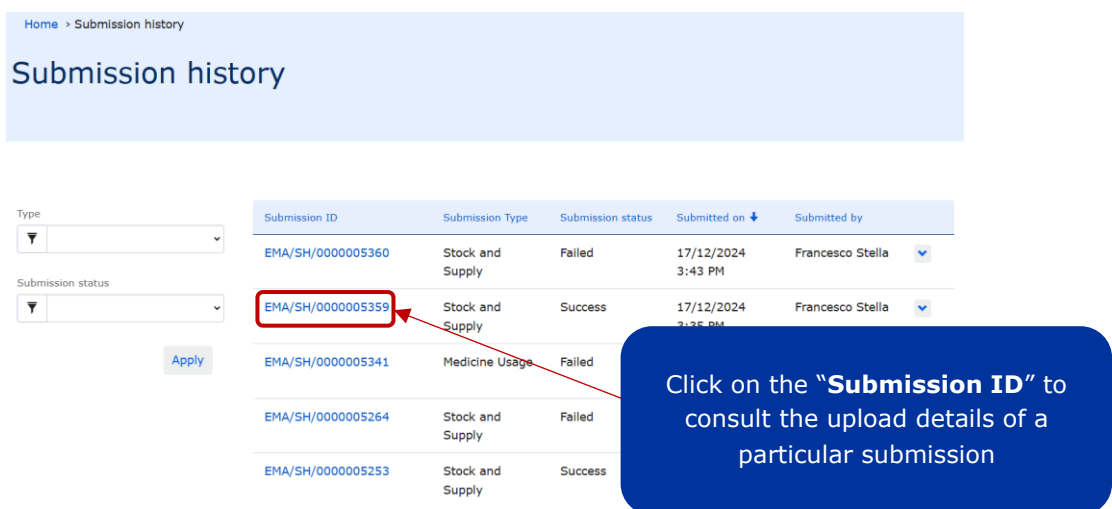 Home › Submission history
Submission history
Type
Submission status
Apply
Submission ID Submission Type Submission status Submitted on Submitted by
EMA/SH/0000005360 Stock and Failed 17/12/2024 Francesco Stella
Supply 3:43 PM
EMA/SH/0000005359 Stock and Success 17/12/2024 Francesco Stella
Supply 3:35 PM
EMA/SH/0000005341 Medicine Usage Failed
EMA/SH/0000005264 Stock and Failed
Supply
EMA/SH/0000005253 Stock and Success
Supply
Click on the “Submission ID” to
consult the upload details of a
particular submission